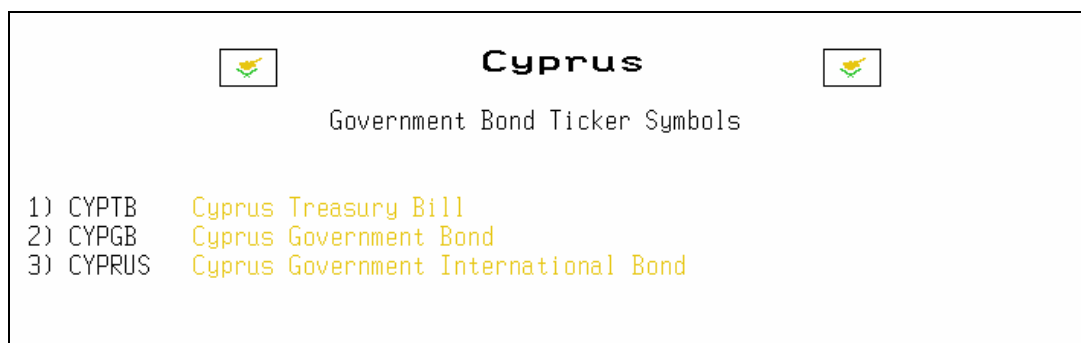 Cyprus
Government Bond Ticker Symbols
1) CYPTB Cyprus Treasury Bill
2) CYPGB Cyprus Government Bond
3) CYPRUS Cyprus Government International Bond